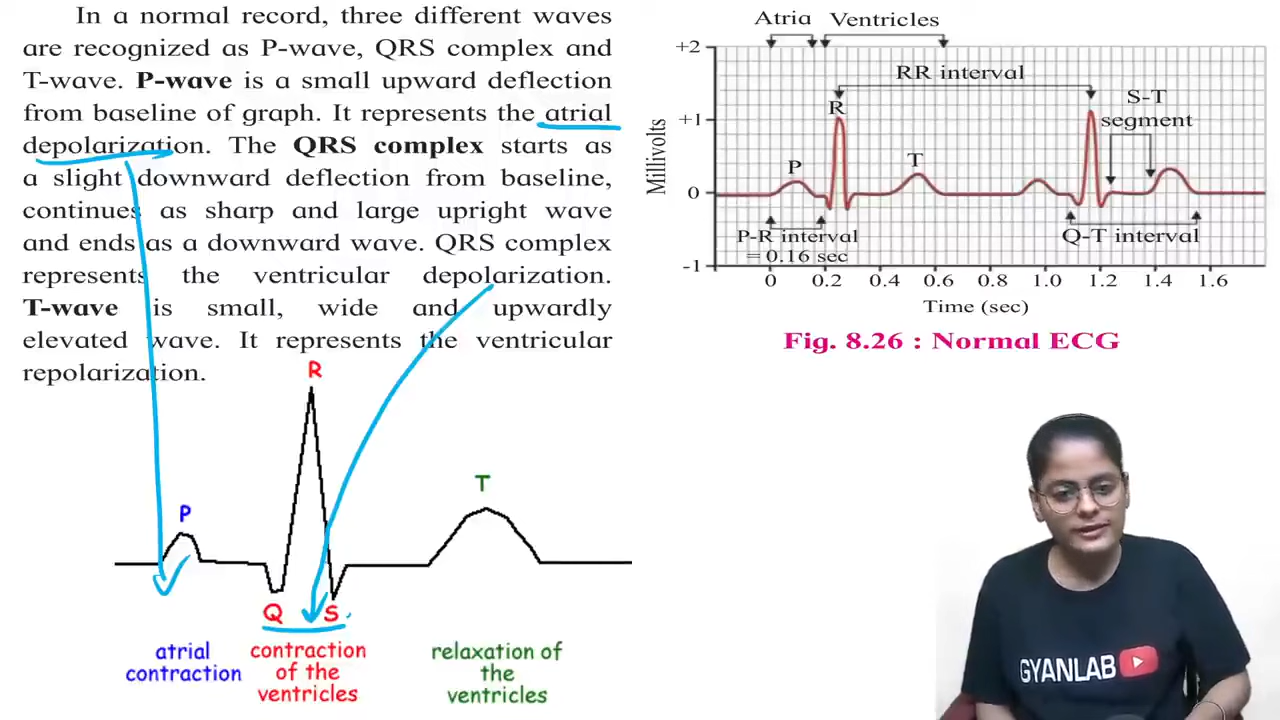 In a normal record, three different waves
are recognized as P-wave, QRS complex and
T-wave. P-wave is a small upward deflection
from baseline of graph. It represents the atrial
depolarization. The QRS complex starts as
a slight downward deflection from baseline,
continues as sharp and large upright wave
and ends as a downward wave. QRS complex
represents the ventricular depolarization.
T-wave is small, wide and upwardly
elevated wave. It represents the ventricular
repolarization.
R
P
T
Q S
atrial
contraction
contraction
of the
ventricles
relaxation of
the
ventricles
Atria Ventricles
+2
RR interval
S-T
segment
R
+1
P
T
Millivolts
0
P-R interval
= 0.16 sec
Q-T interval
-1
0 0.2 0.4 0.6 0.8 1.0 1.2 1.4 1.6
Time (sec)
Fig. 8.26 : Normal ECG
GYANLAB